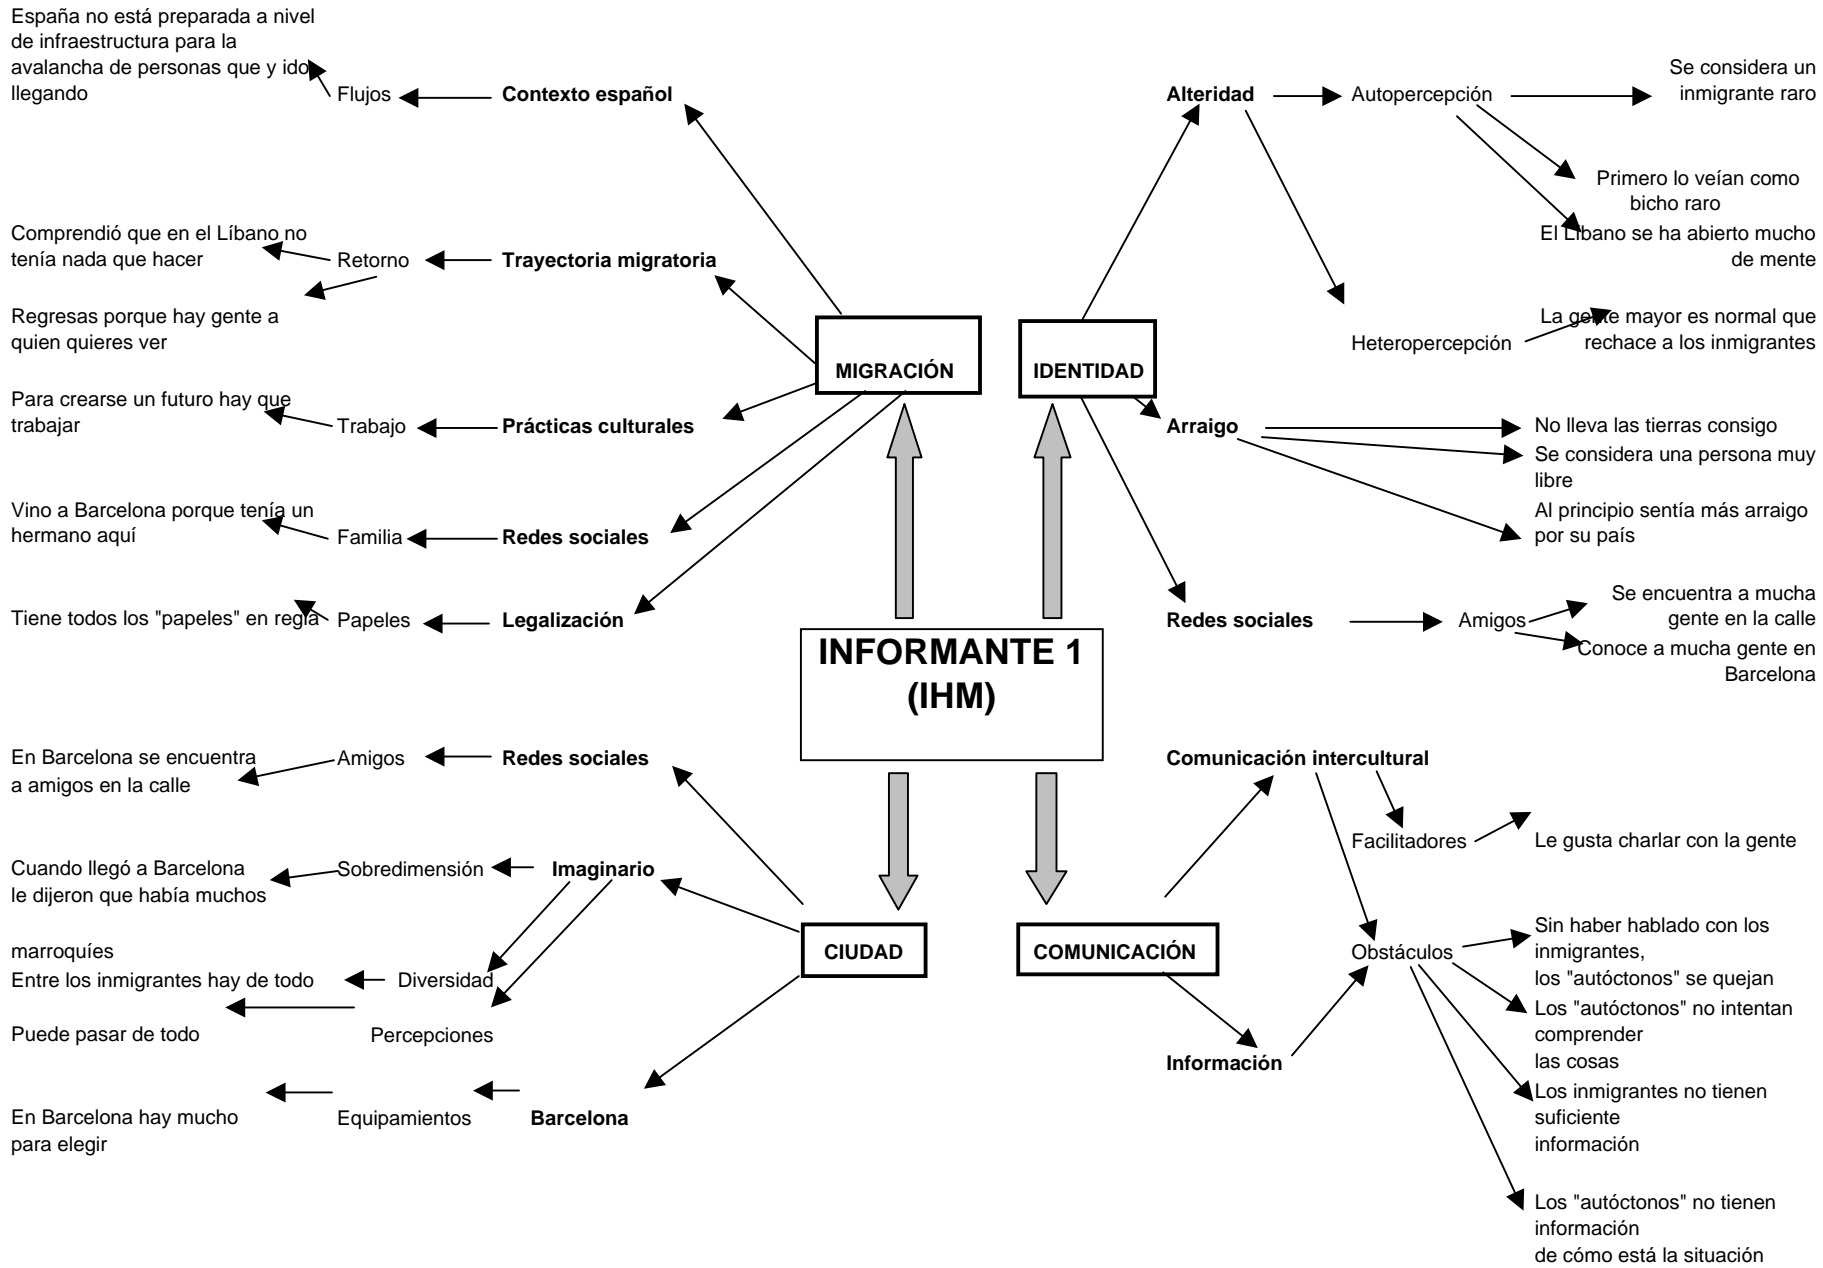 España no está preparada a nivel
de infraestructura para la
avalancha de personas que y ido
llegando
Flujos
Contexto español
Comprendió que en el Líbano no
tenía nada que hacer
Retorno
Trayectoria migratoria
Regresas porque hay gente a
quien quieres ver
MIGRACIÓN
Para crearse un futuro hay que
trabajar
Trabajo
Prácticas culturales
Vino a Barcelona porque tenía un
hermano aquí
Familia
Redes sociales
Tiene todos los "papeles" en regla
Papeles
Legalización
Alteridad
Autopercepción
Se considera un
inmigrante raro
Primero lo veían como
bicho raro
El Líbano se ha abierto mucho
de mente
Heteropercepción
La gente mayor es normal que
rechace a los inmigrantes
IDENTIDAD
Arraigo
No lleva las tierras consigo
Se considera una persona muy
libre
Al principio sentía más arraigo
por su país
Redes sociales
Amigos
Se encuentra a mucha
gente en la calle
Conoce a mucha gente en
Barcelona
INFORMANTE 1
(IHM)
En Barcelona se encuentra
a amigos en la calle
Amigos
Redes sociales
Cuando llegó a Barcelona
le dijeron que había muchos
marroquíes
Sobredimensión
Imaginario
CIUDAD
Entre los inmigrantes hay de todo
Diversidad
Puede pasar de todo
Percepciones
En Barcelona hay mucho
para elegir
Equipamientos
Barcelona
Comunicación intercultural
Facilitadores
Le gusta charlar con la gente
COMUNICACIÓN
Obstáculos
Sin haber hablado con los
inmigrantes,
los "autóctonos" se quejan
Los "autóctonos" no intentan
comprender
las cosas
Información
Los inmigrantes no tienen
suficiente
información
Los "autóctonos" no tienen
información
de cómo está la situación